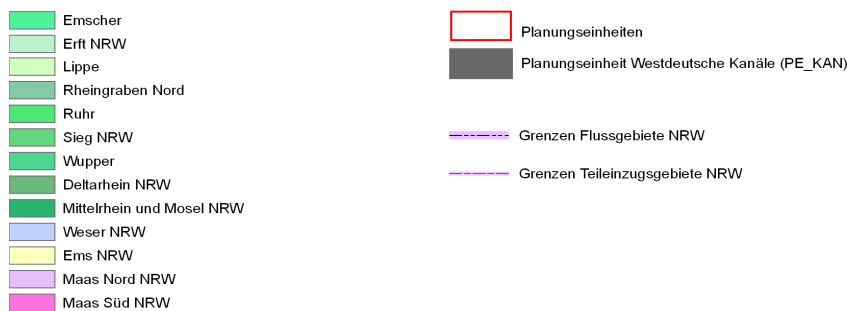 Emscher
Erft NRW
Lippe
Rheingraben Nord
Ruhr
Sieg NRW
Wupper
Deltarhein NRW
Mittelrhein und Mosel NRW
Weser NRW
Ems NRW
Maas Nord NRW
Maas Süd NRW
Planungseinheiten
Planungseinheit Westdeutsche Kanäle (PE_KAN)
Grenzen Flussgebiete NRW
Grenzen Teileinzugsgebiete NRW